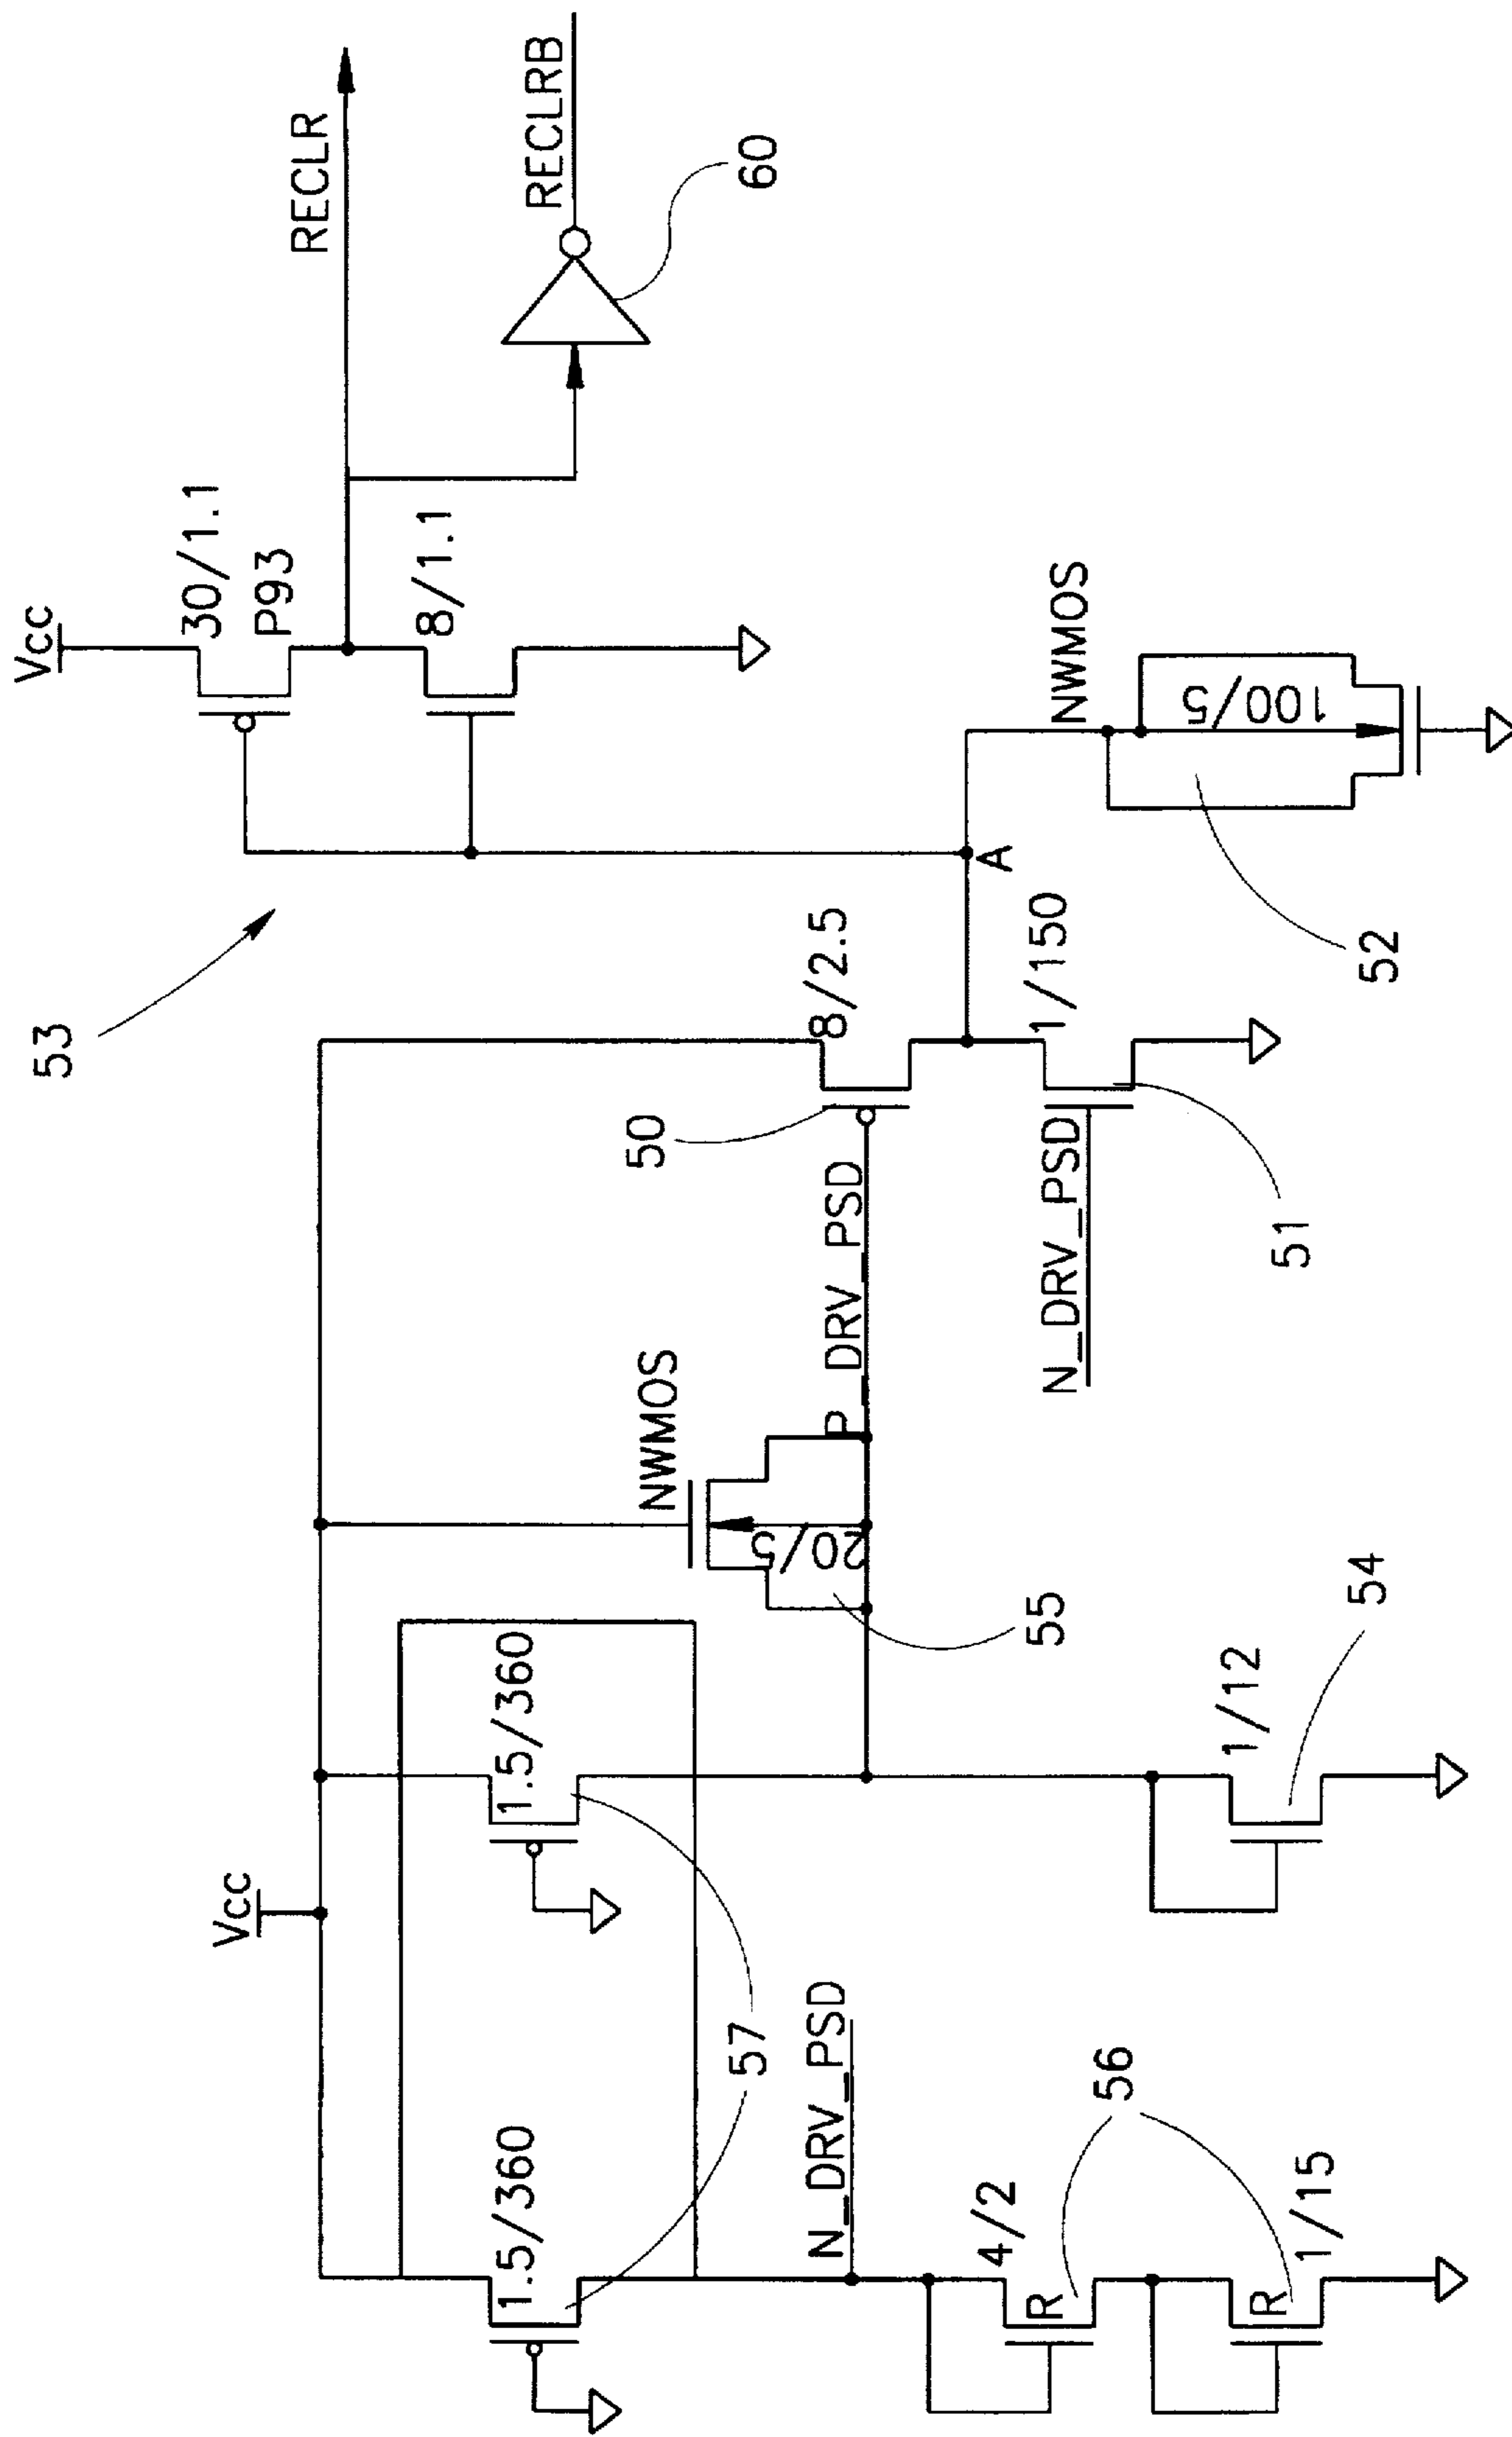 Vcc
53
30/1.1
Vcc
P93
RECLR
8/1.1
1.5/360
1.5/360
RECLRB
50
NWMOS
57
60
20/5
N_DRV_PSD
P_DRV_PSD
8/2.5
A
4/2
R
55
N_DRV_PSD
1/150
NWMOS
56
100/5
1/12
R
51
1/15
54
52